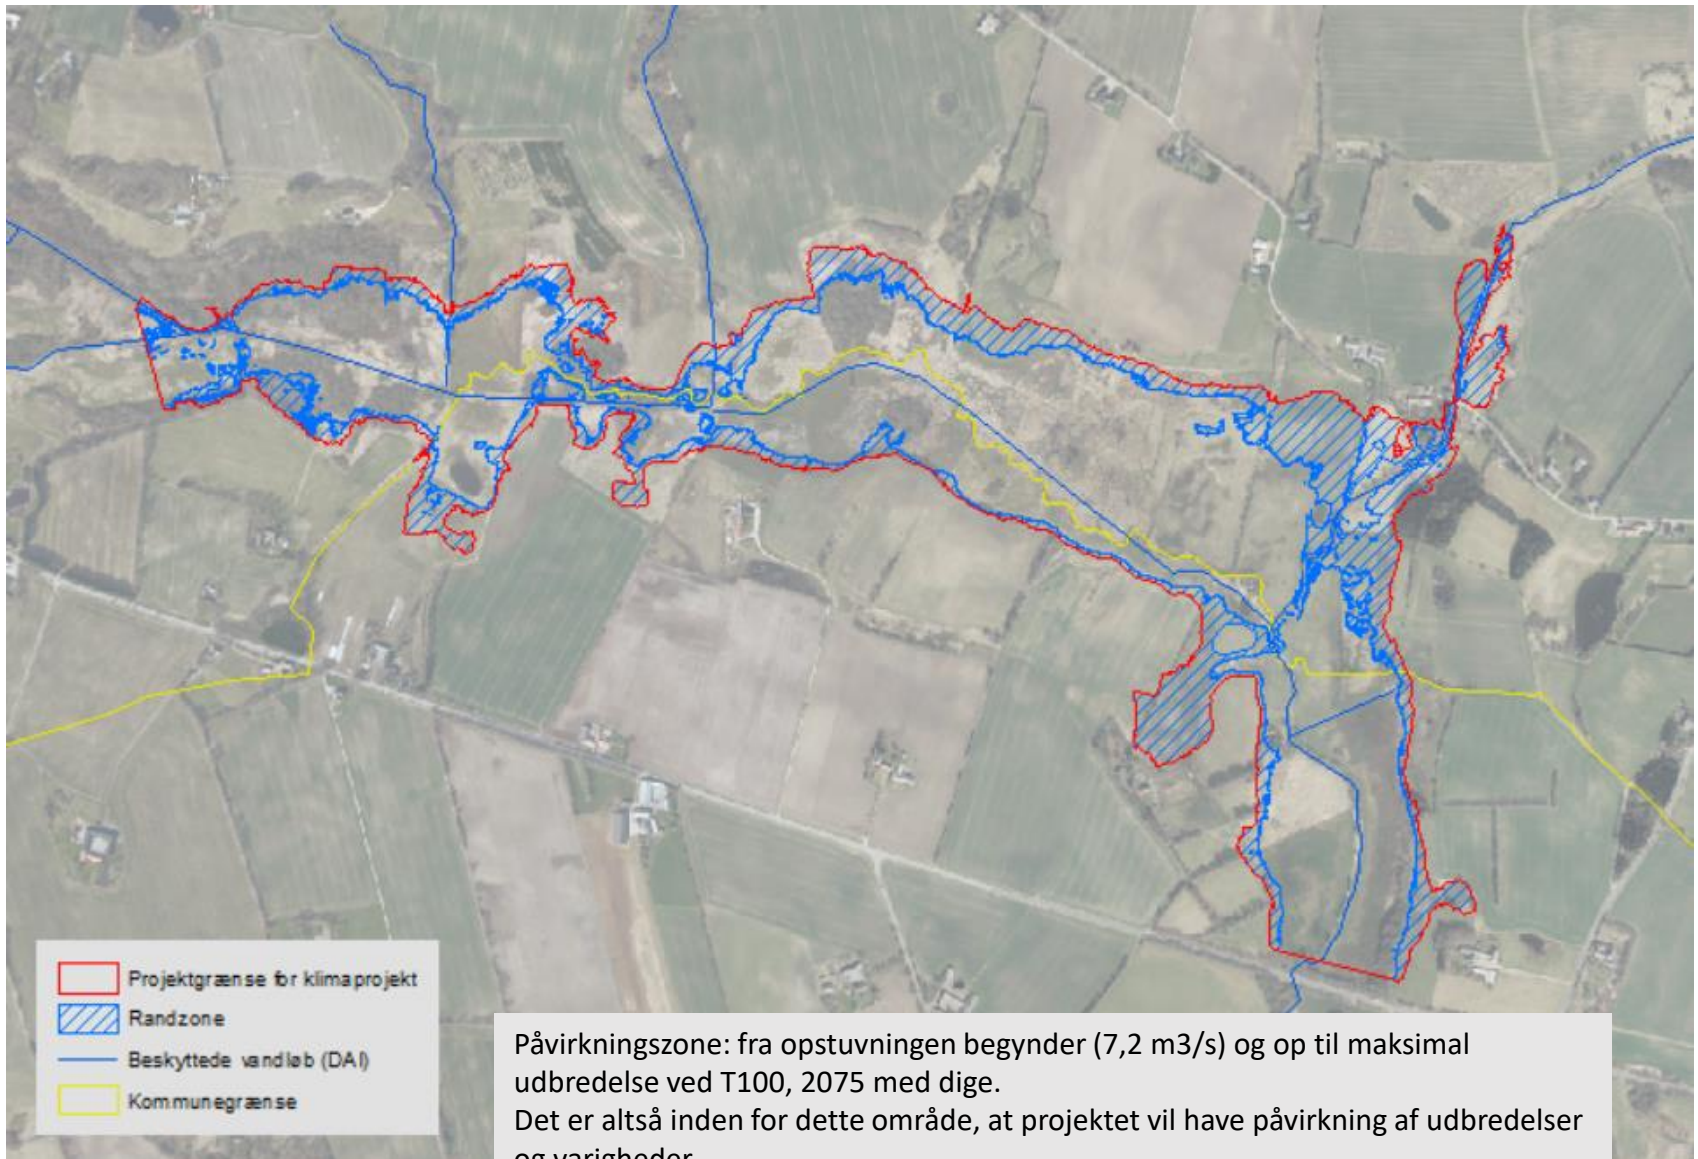 Projektgrænse for klimaprojekt
Randzone
Beskyttede vandløb (DAI)
Kommunegrænse
Påvirkningszone: fra opstuvningen begynder (7,2 m3/s) og op til maksimal
udbredelse ved T100, 2075 med dige.
Det er altså inden for dette område, at projektet vil have påvirkning af udbredelser
og varigheder